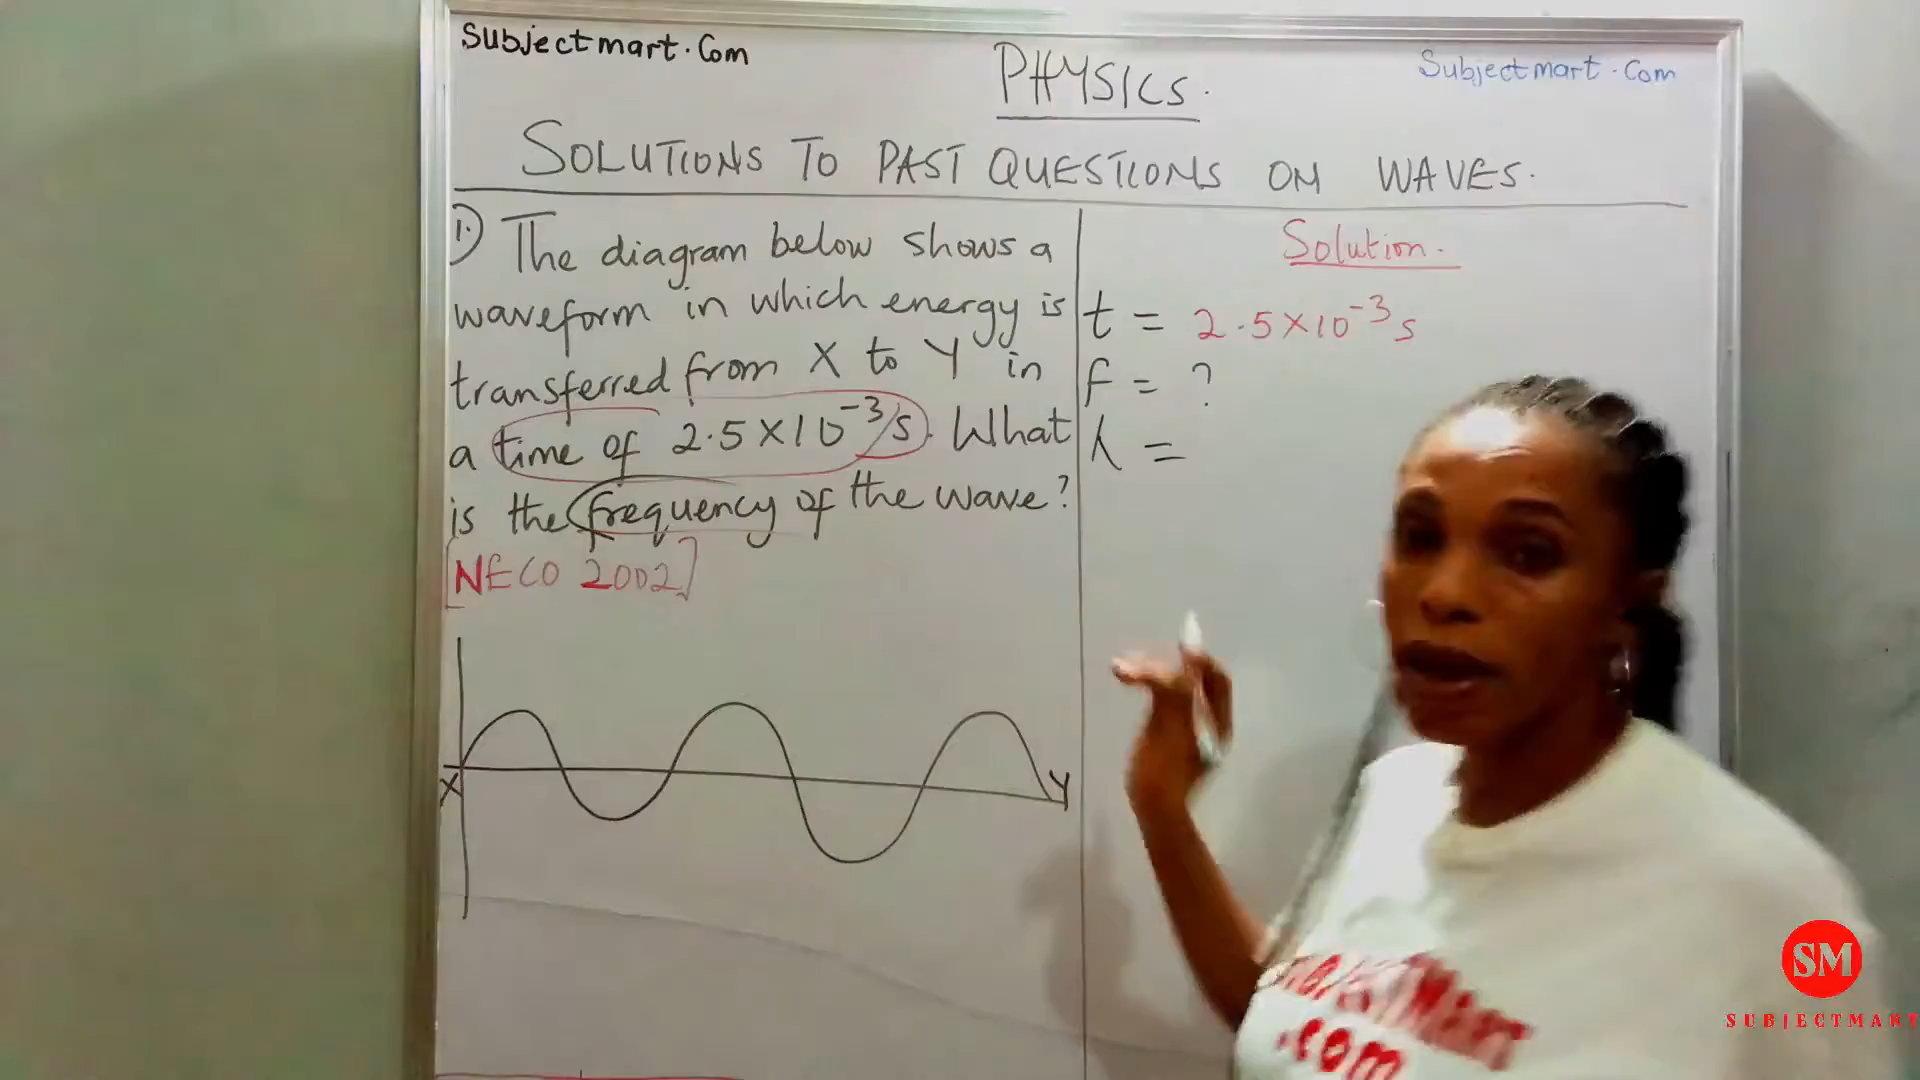 Subjectmart.Com
PHYSICS.
Subjectmart.Com
SOLUTIONS TO PAST QUESTIONS ON WAVES.
1.) The diagram below shows a
waveform in which energy is
transferred from X to Y in
a time of 2.5×10⁻³/s. What
is the frequency of the wave?
[NECO 2002]
X
Y
Solution.
t = 2.5×10⁻³s
f = ?
λ =
.com
SM
SUBJECTMART